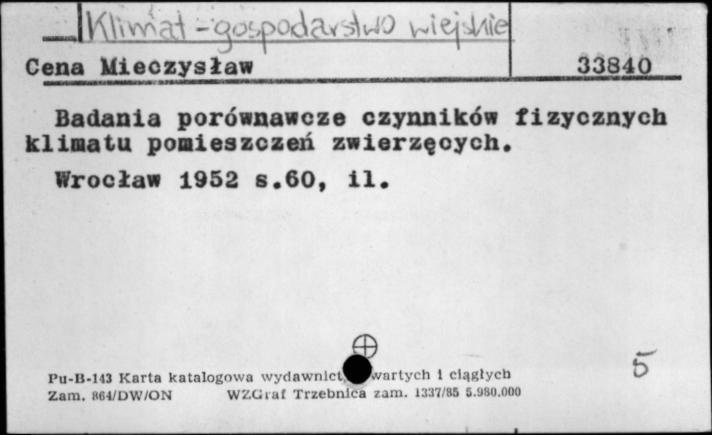 Klimat - gospodarstwo wiejskie
Cena Mieczysław 33840
Badania porównawcze czynników fizycznych
klimatu pomieszczeń zwierzęcych.
Wrocław 1952 s.60, il.
5
Pu-B-143 Karta katalogowa wydawnict wartych i ciągłych
Zam. 864/DW/ON WZGraf Trzebnica zam. 1337/85 5.980.000